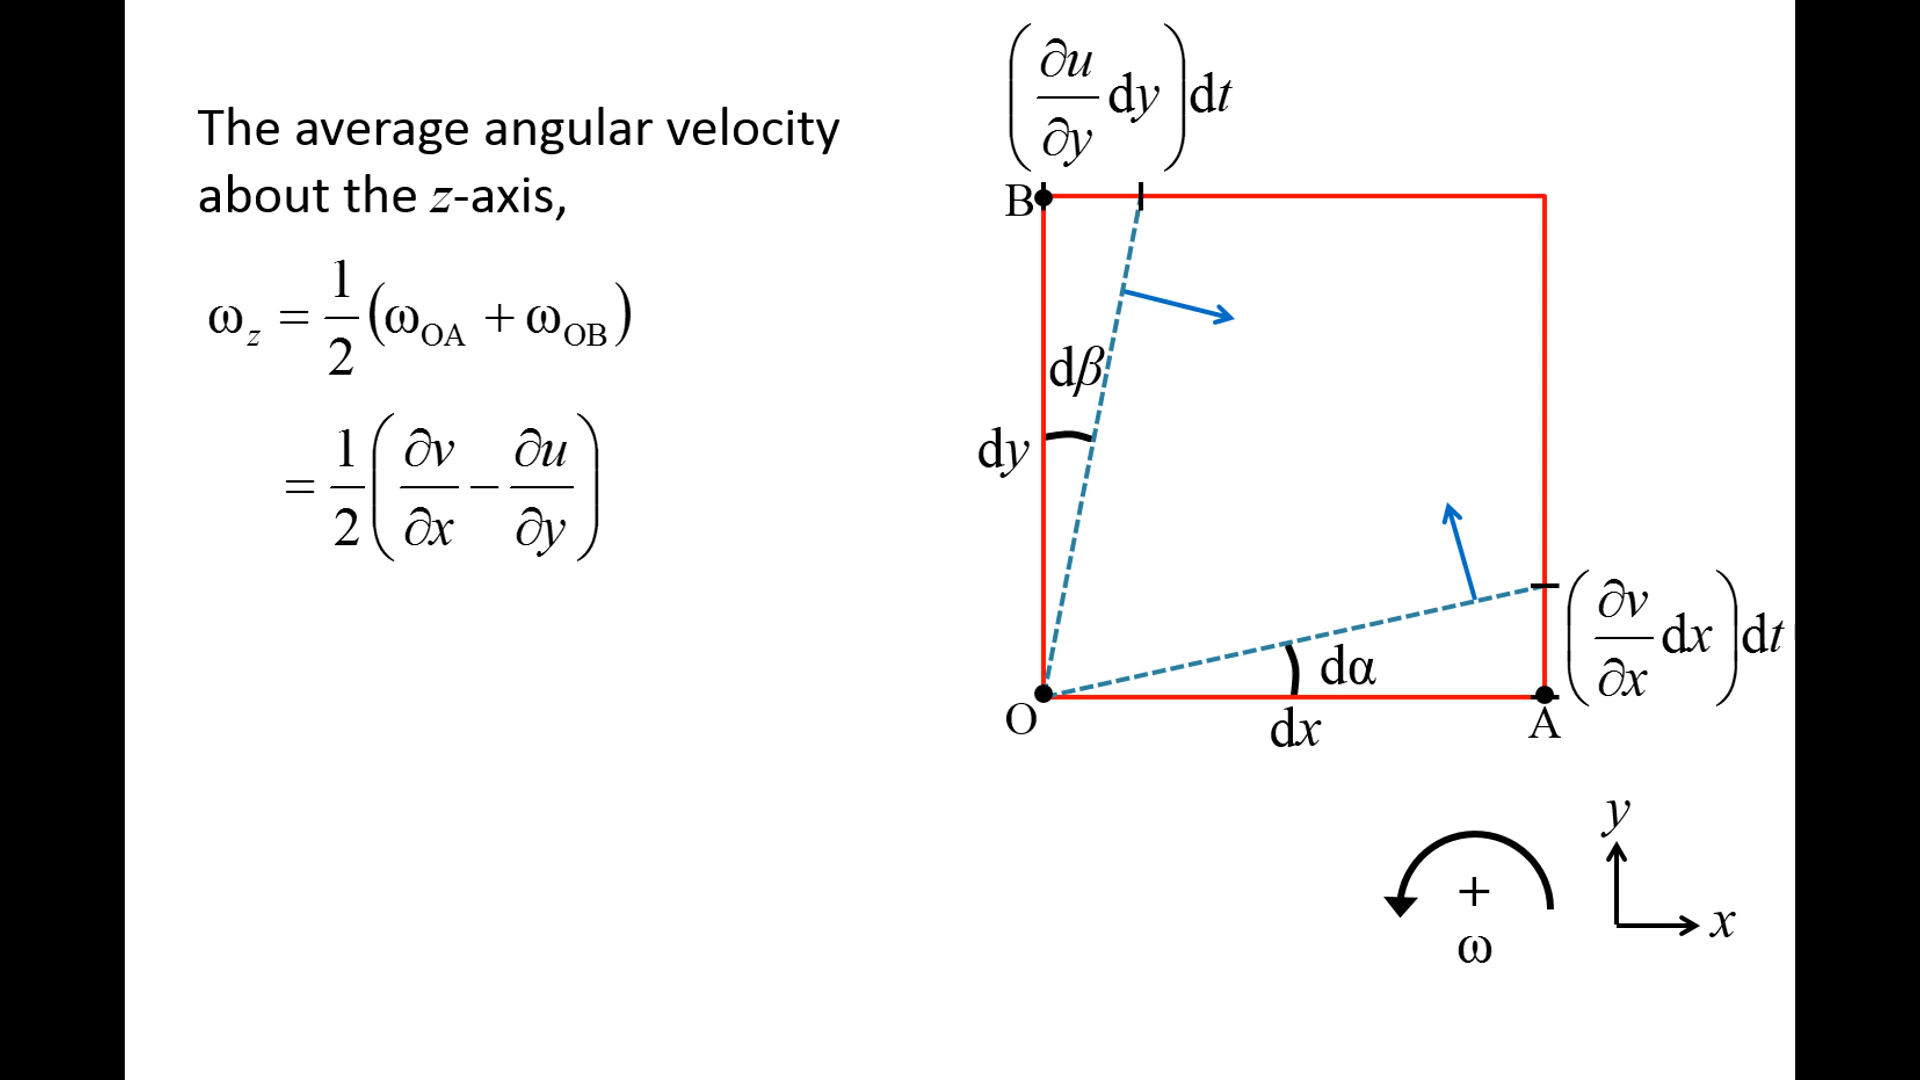 The average angular velocity
about the z-axis,
ω_z = 1/2 (ω_OA + ω_OB)
= 1/2 (∂v/∂x − ∂u/∂y)
(∂u/∂y dy) dt
B
dβ
dy
(∂v/∂x dx) dt
dα
O
dx
A
y
+
x
ω